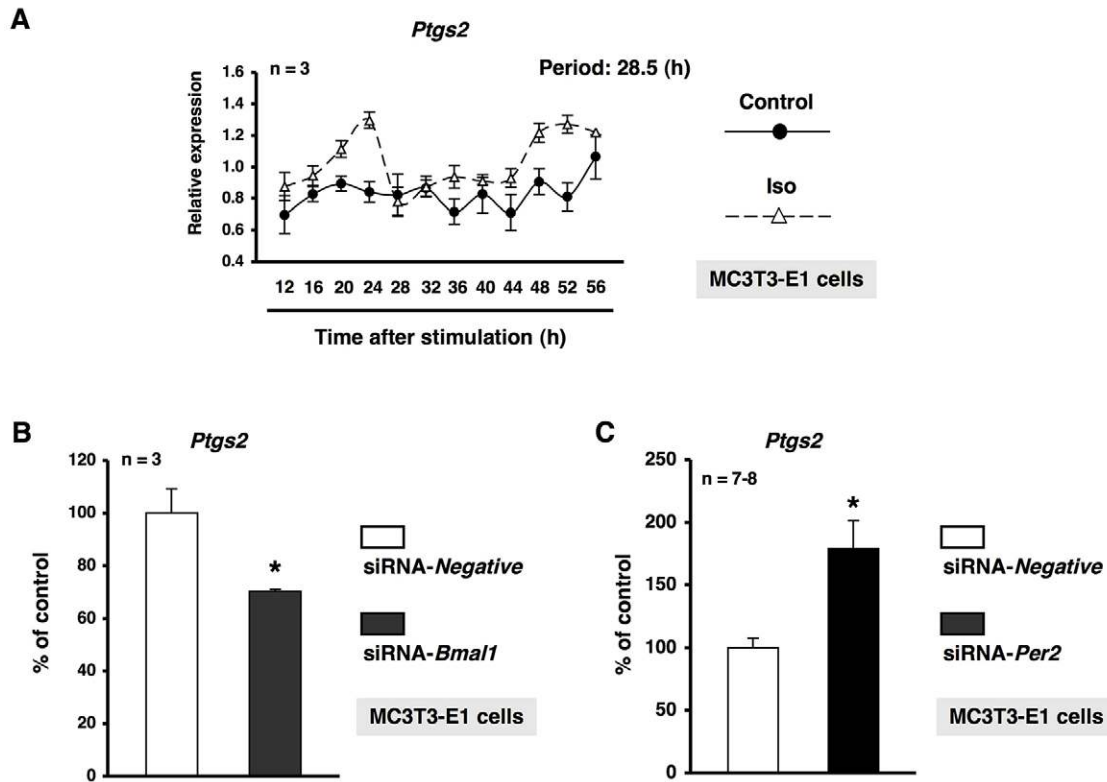 A
Ptgs2
n = 3
Period: 28.5 (h)
Relative expression
1.6
1.4
1.2
1.0
0.8
0.6
0.4
12 16 20 24 28 32 36 40 44 48 52 56
Time after stimulation (h)
Control
Iso
MC3T3-E1 cells
B
Ptgs2
n = 3
% of control
120
100
80
60
40
20
0
*
siRNA-Negative
siRNA-Bmal1
MC3T3-E1 cells
C
Ptgs2
n = 7-8
% of control
250
200
150
100
50
0
*
siRNA-Negative
siRNA-Per2
MC3T3-E1 cells